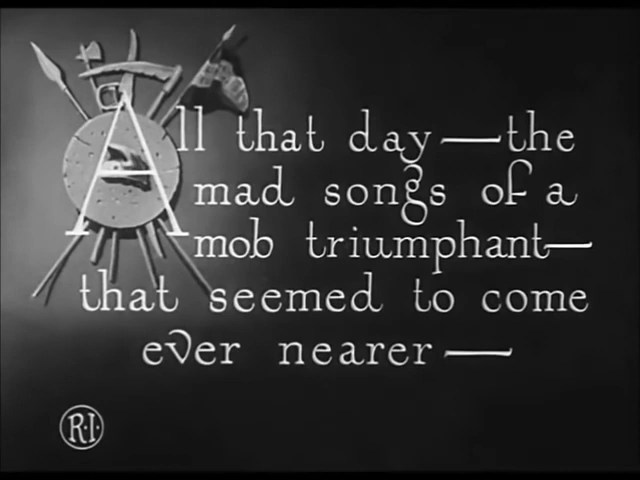 All that day—the
mad songs of a
mob triumphant—
that seemed to come
ever nearer—
R·I·